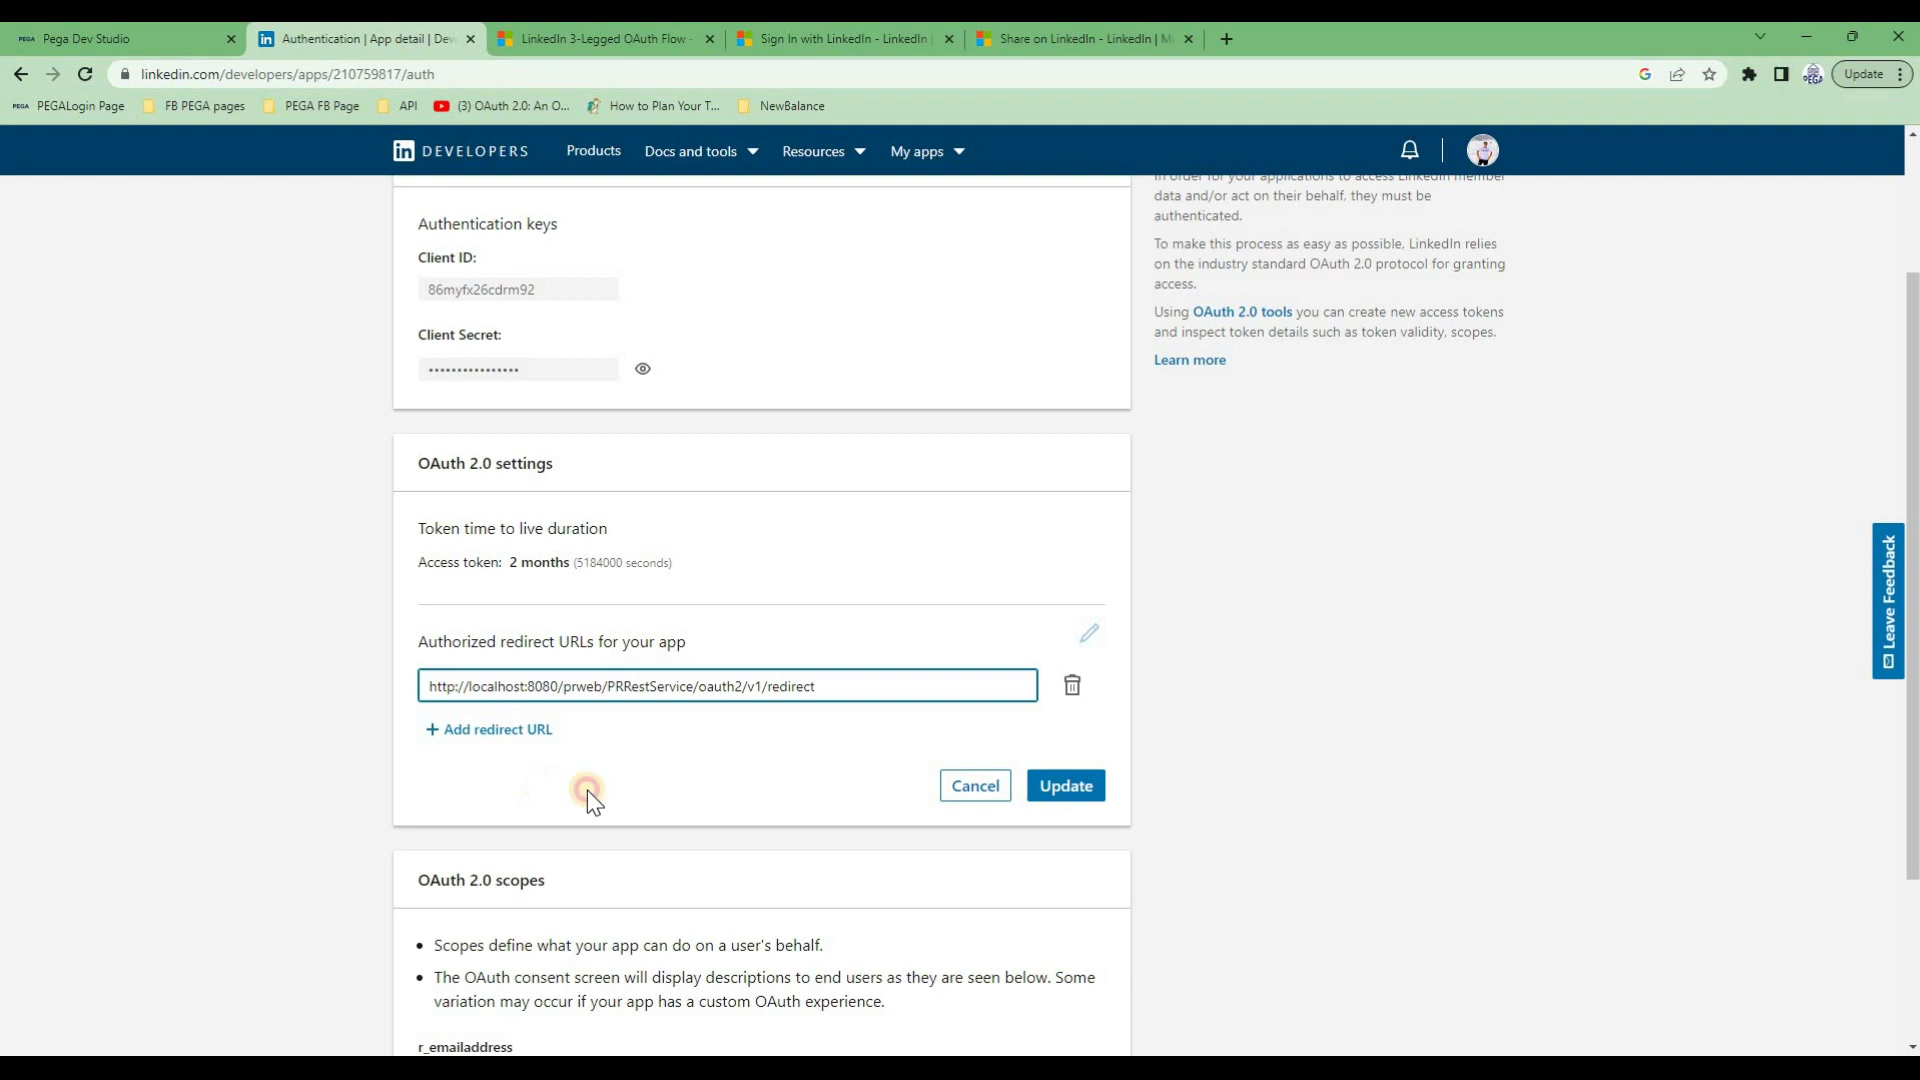 PEGA Pega Dev Studio
in Authentication | App detail | Dev
LinkedIn 3-Legged OAuth Flow -
Sign In with LinkedIn - LinkedIn |
Share on LinkedIn - LinkedIn | Mi
linkedin.com/developers/apps/210759817/auth
PEGA
Update
PEGA PEGALogin Page
FB PEGA pages
PEGA FB Page
API
(3) OAuth 2.0: An O...
How to Plan Your T...
NewBalance
in DEVELOPERS
Products
Docs and tools
Resources
My apps
in order for your applications to access LinkedIn member
data and/or act on their behalf, they must be
authenticated.
To make this process as easy as possible, LinkedIn relies
on the industry standard OAuth 2.0 protocol for granting
access.
Using OAuth 2.0 tools you can create new access tokens
and inspect token details such as token validity, scopes.
Learn more
Authentication keys
Client ID:
86myfx26cdrm92
Client Secret:
••••••••••••••••
OAuth 2.0 settings
Token time to live duration
Access token: 2 months (5184000 seconds)
Authorized redirect URLs for your app
http://localhost:8080/prweb/PRRestService/oauth2/v1/redirect
+ Add redirect URL
Cancel
Update
Leave Feedback
OAuth 2.0 scopes
• Scopes define what your app can do on a user's behalf.
• The OAuth consent screen will display descriptions to end users as they are seen below. Some
variation may occur if your app has a custom OAuth experience.
r_emailaddress